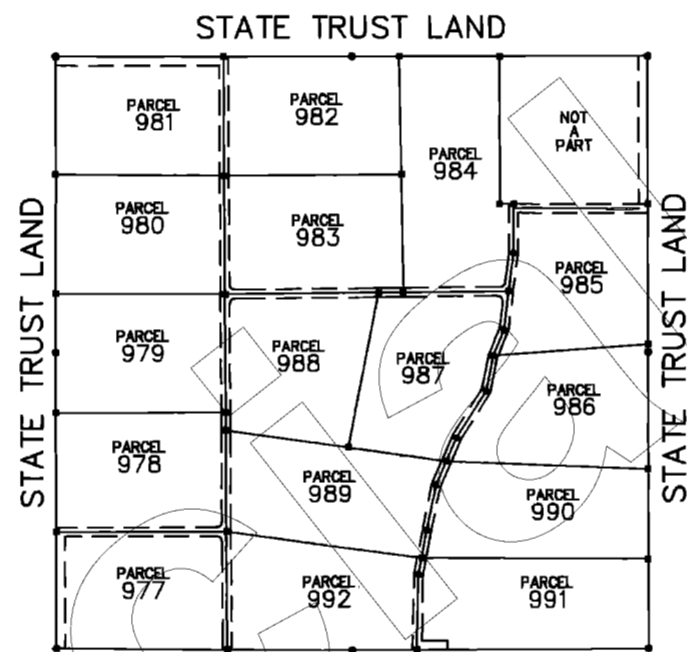 STATE TRUST LAND
PARCEL
981
PARCEL
982
PARCEL
984
NOT
A
PART
PARCEL
980
PARCEL
983
PARCEL
985
STATE TRUST LAND
STATE TRUST LAND
PARCEL
979
PARCEL
988
PARCEL
987
PARCEL
986
PARCEL
978
PARCEL
989
PARCEL
990
PARCEL
977
PARCEL
992
PARCEL
991